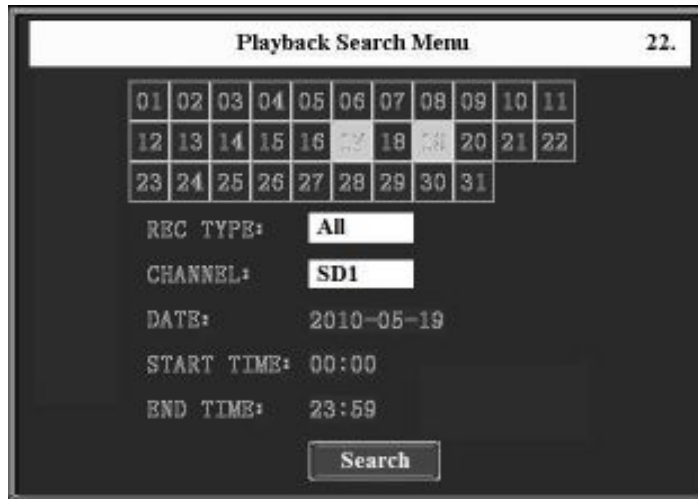 Playback Search Menu 22.
01 02 03 04 05 06 07 08 09 10 11
12 13 14 15 16 18 20 21 22
23 24 25 26 27 28 29 30 31
REC TYPE: All
CHANNEL: SD1
DATE: 2010-05-19
START TIME: 00:00
END TIME: 23:59
Search